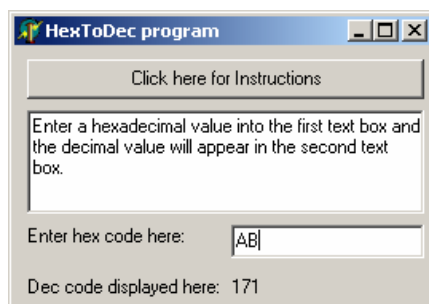 HexToDec program
Click here for Instructions
Enter a hexadecimal value into the first text box and
the decimal value will appear in the second text
box.
Enter hex code here: AB
Dec code displayed here: 171